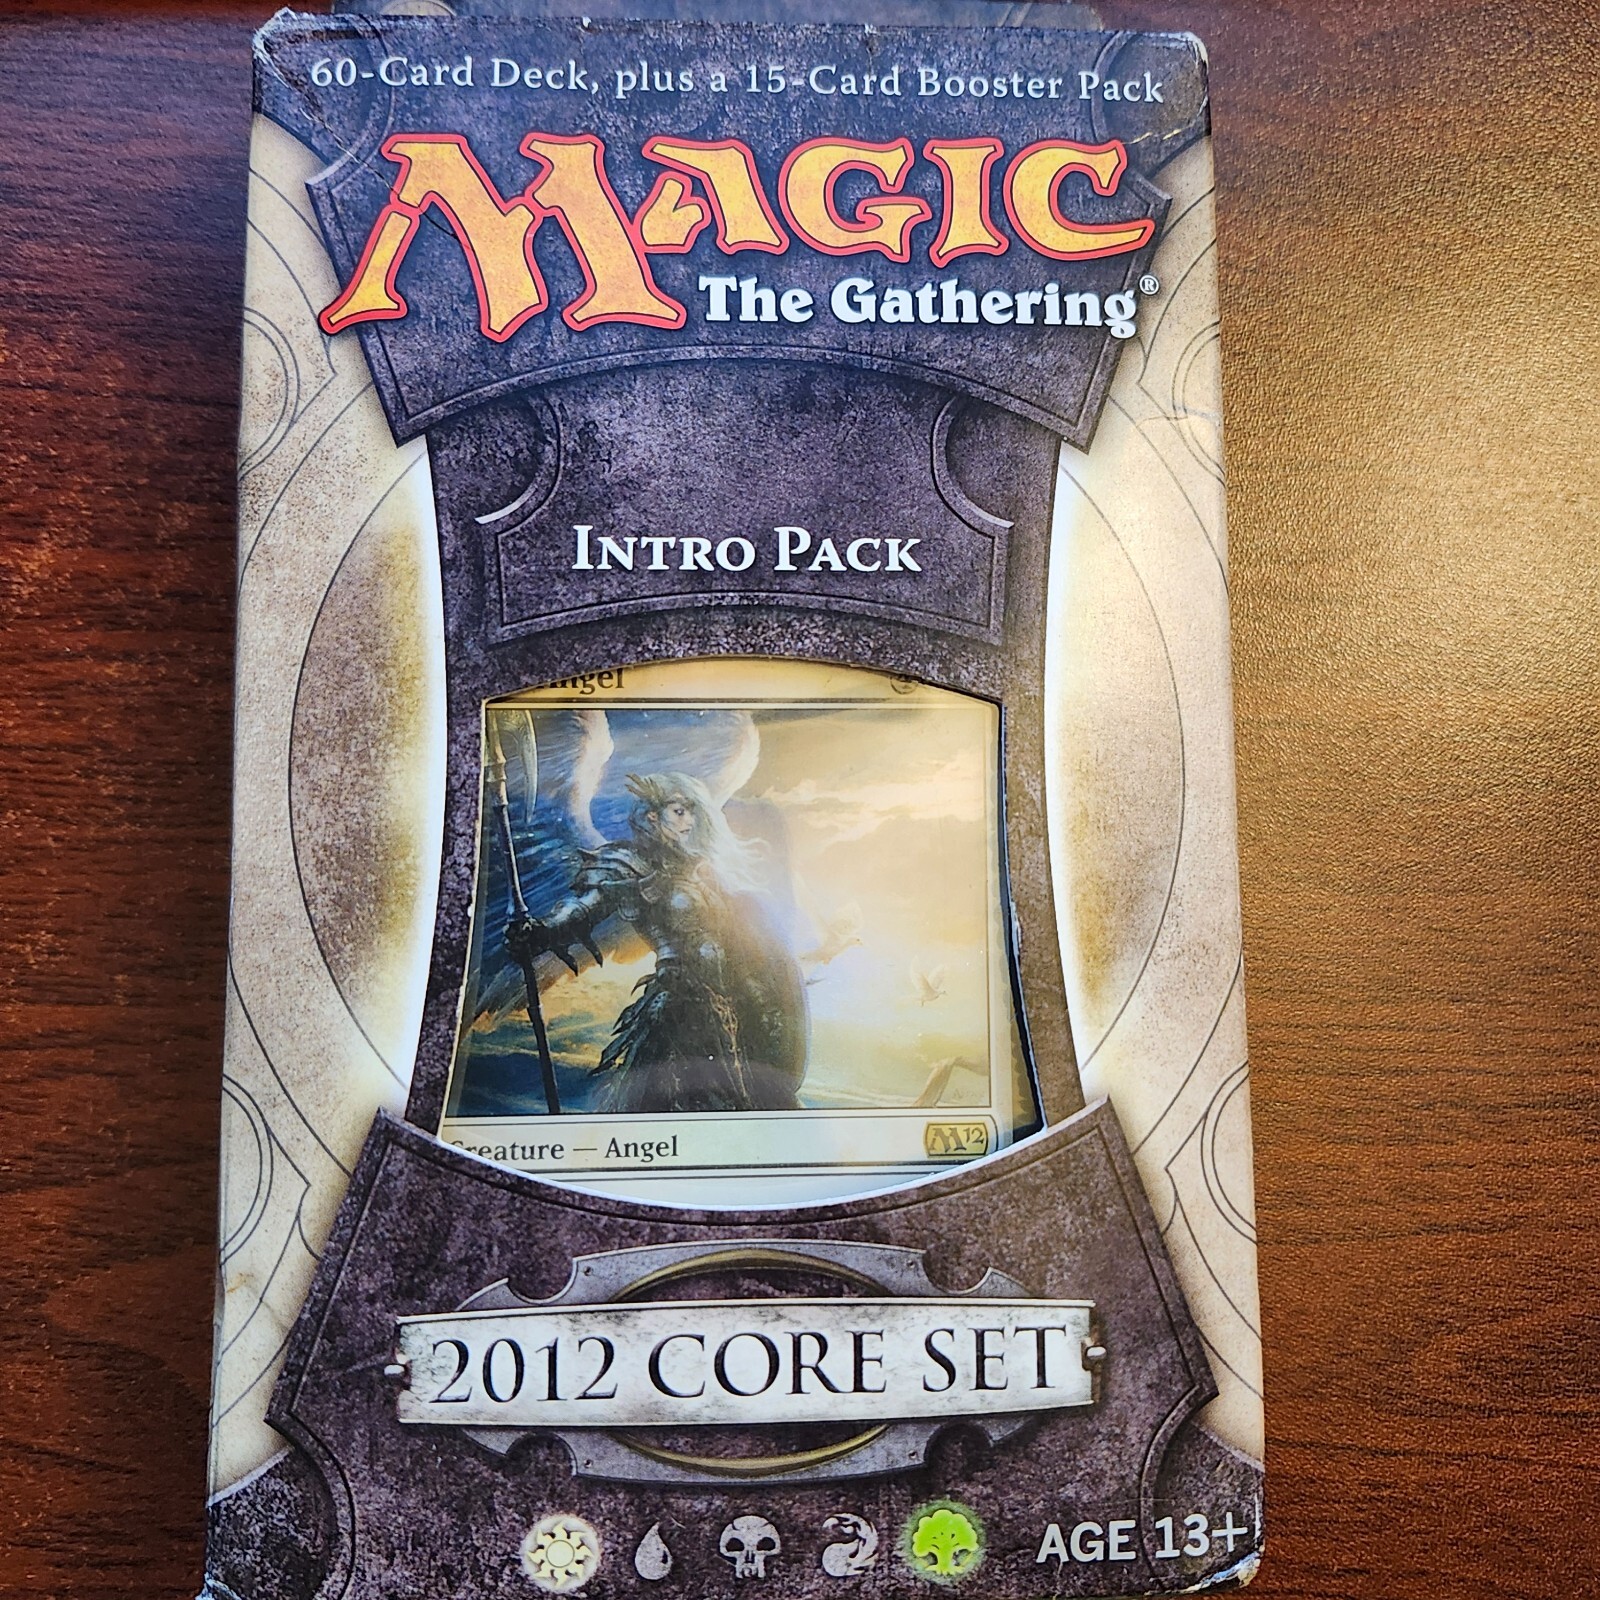 60-Card Deck, plus a 15-Card Booster Pack
MAGIC
The Gathering®
INTRO PACK
Angel
Creature — Angel
M12
2012 CORE SET
AGE 13+